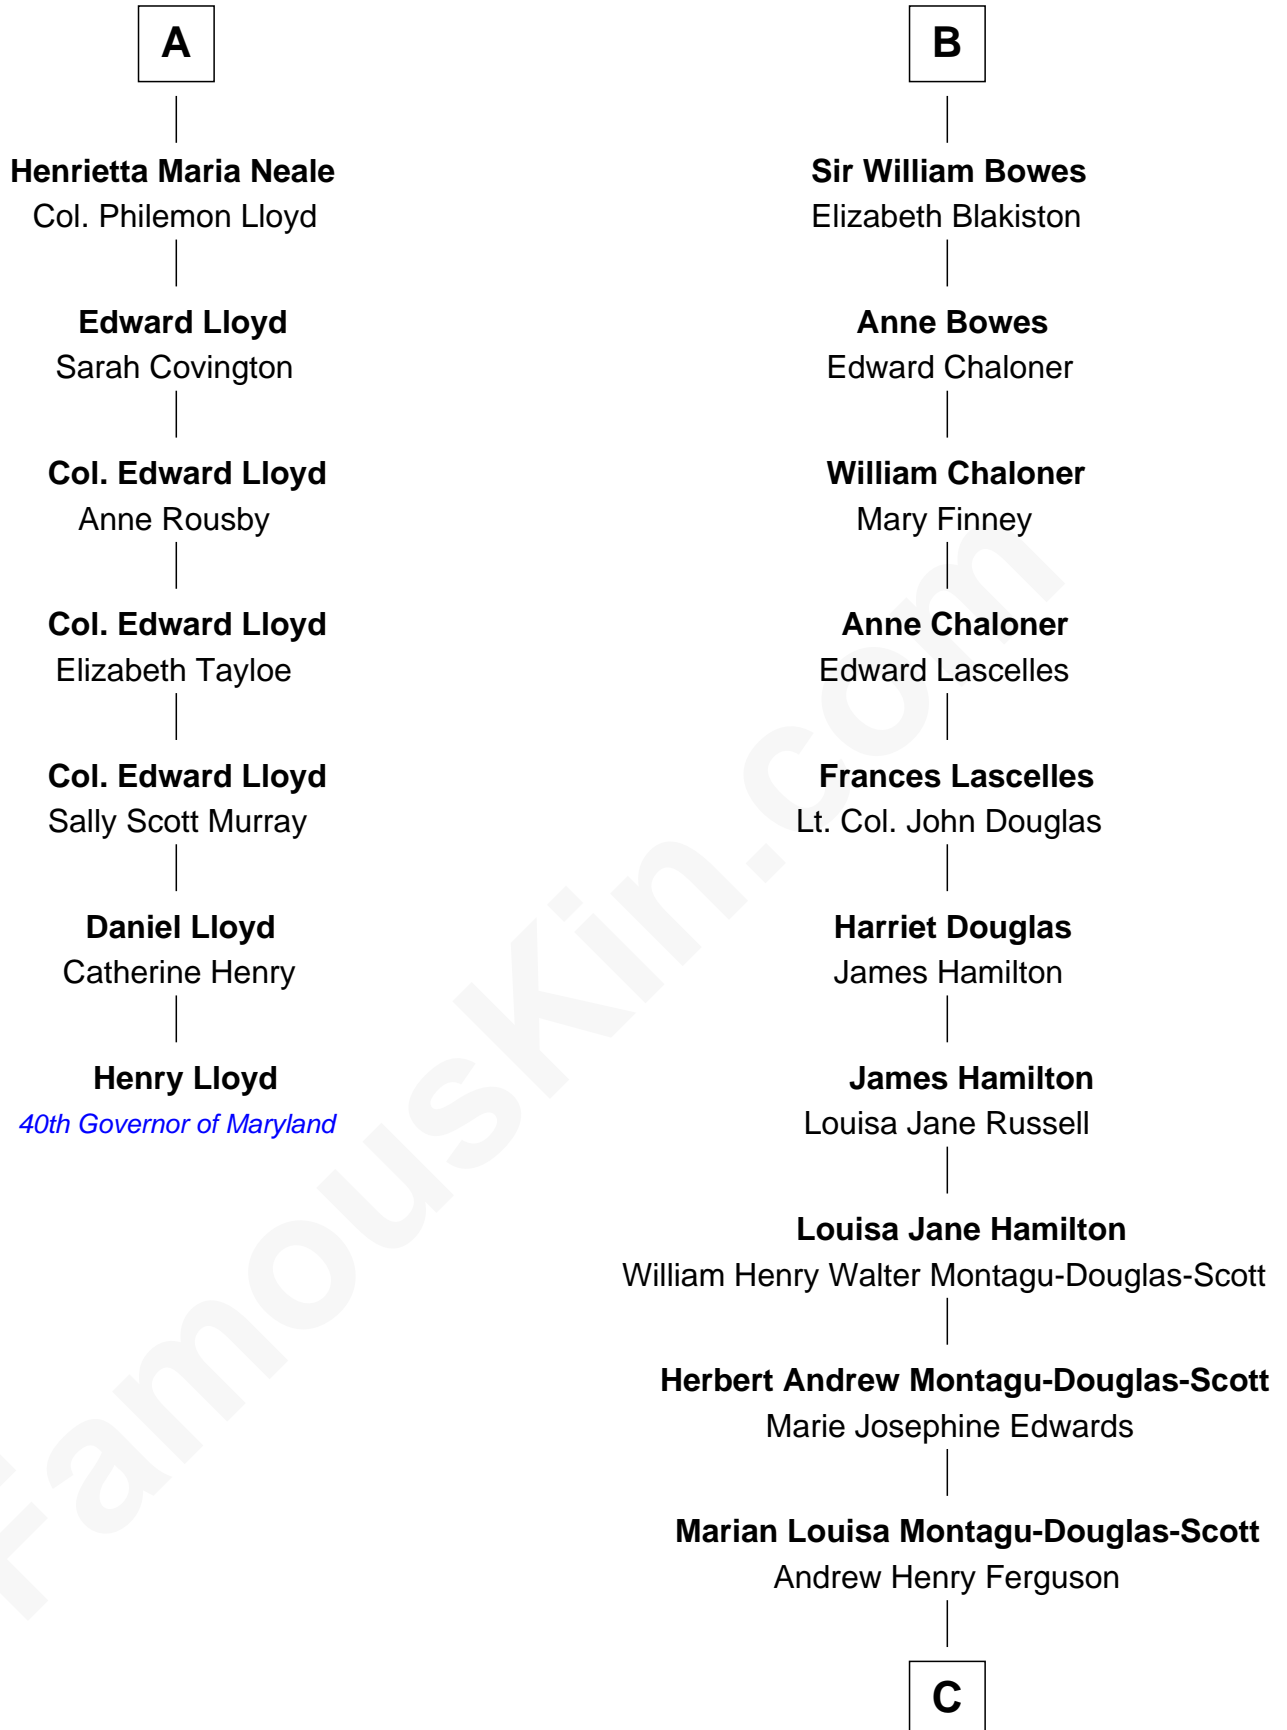 A
Henrietta Maria Neale
Col. Philemon Lloyd
Edward Lloyd
Sarah Covington
Col. Edward Lloyd
Anne Rousby
Col. Edward Lloyd
Elizabeth Tayloe
Col. Edward Lloyd
Sally Scott Murray
Daniel Lloyd
Catherine Henry
Henry Lloyd
40th Governor of Maryland
B
Sir William Bowes
Elizabeth Blakiston
Anne Bowes
Edward Chaloner
William Chaloner
Mary Finney
Anne Chaloner
Edward Lascelles
Frances Lascelles
Lt. Col. John Douglas
Harriet Douglas
James Hamilton
James Hamilton
Louisa Jane Russell
Louisa Jane Hamilton
William Henry Walter Montagu-Douglas-Scott
Herbert Andrew Montagu-Douglas-Scott
Marie Josephine Edwards
Marian Louisa Montagu-Douglas-Scott
Andrew Henry Ferguson
C
FamousKin.com